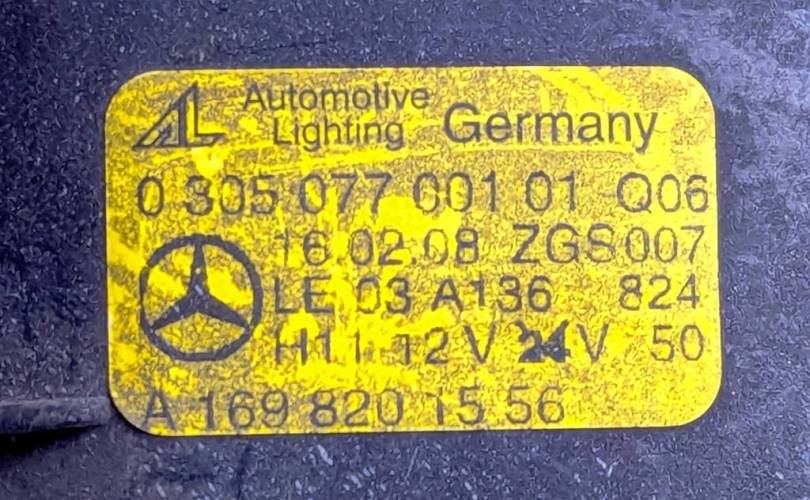 AL Automotive
Lighting Germany
0 305 077 001 01 Q06
16.02.08 ZGS007
LE 03 A136 824
H11 12V 24V 50
A 169 820 15 56